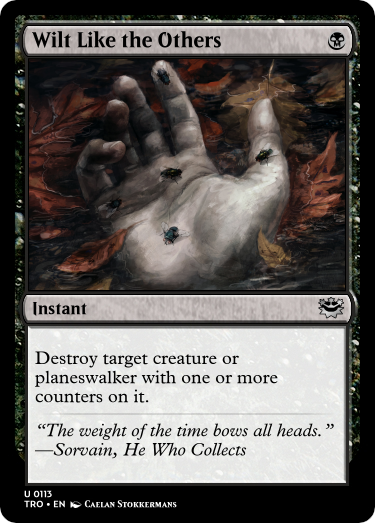 Wilt Like the Others
Instant
Destroy target creature or
planeswalker with one or more
counters on it.
“The weight of the time bows all heads.”
—Sorvain, He Who Collects
U 0113
TRO • EN Caelan Stokkermans